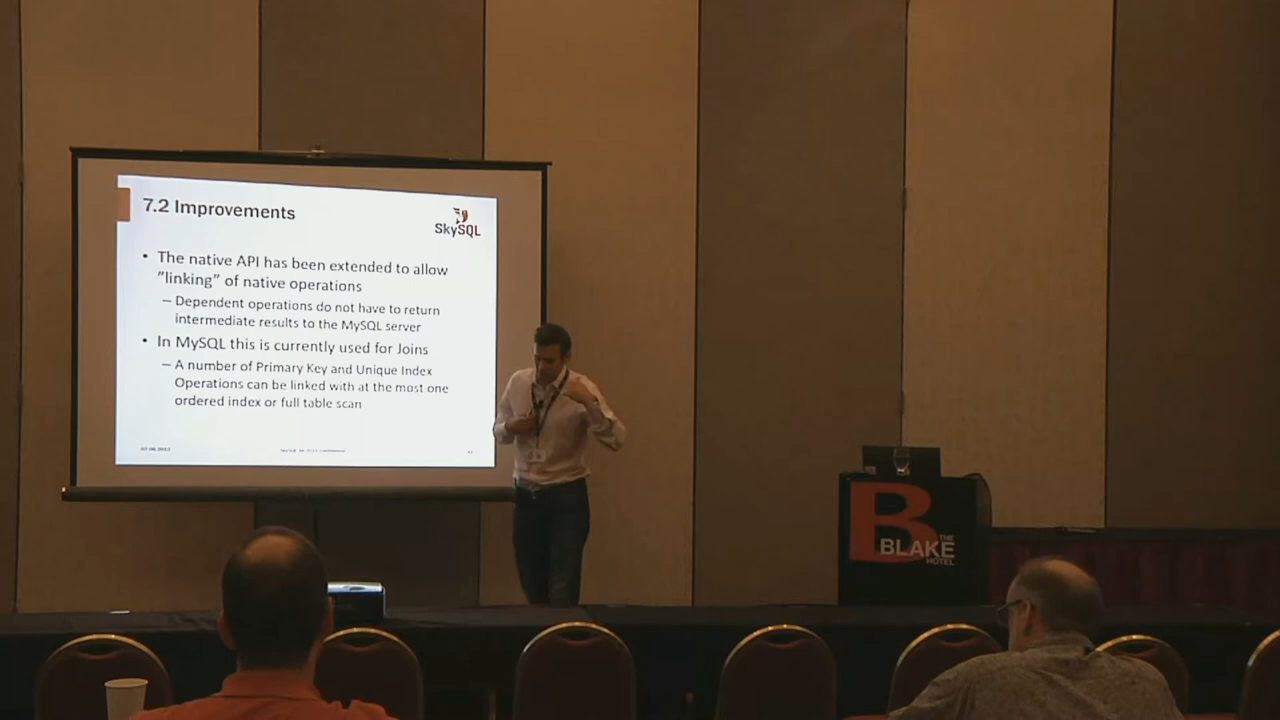 7.2 Improvements
SkySQL
• The native API has been extended to allow
”linking” of native operations
– Dependent operations do not have to return
intermediate results to the MySQL server
• In MySQL this is currently used for Joins
– A number of Primary Key and Unique Index
Operations can be linked with at the most one
ordered index or full table scan
B
THE
BLAKE
HOTEL